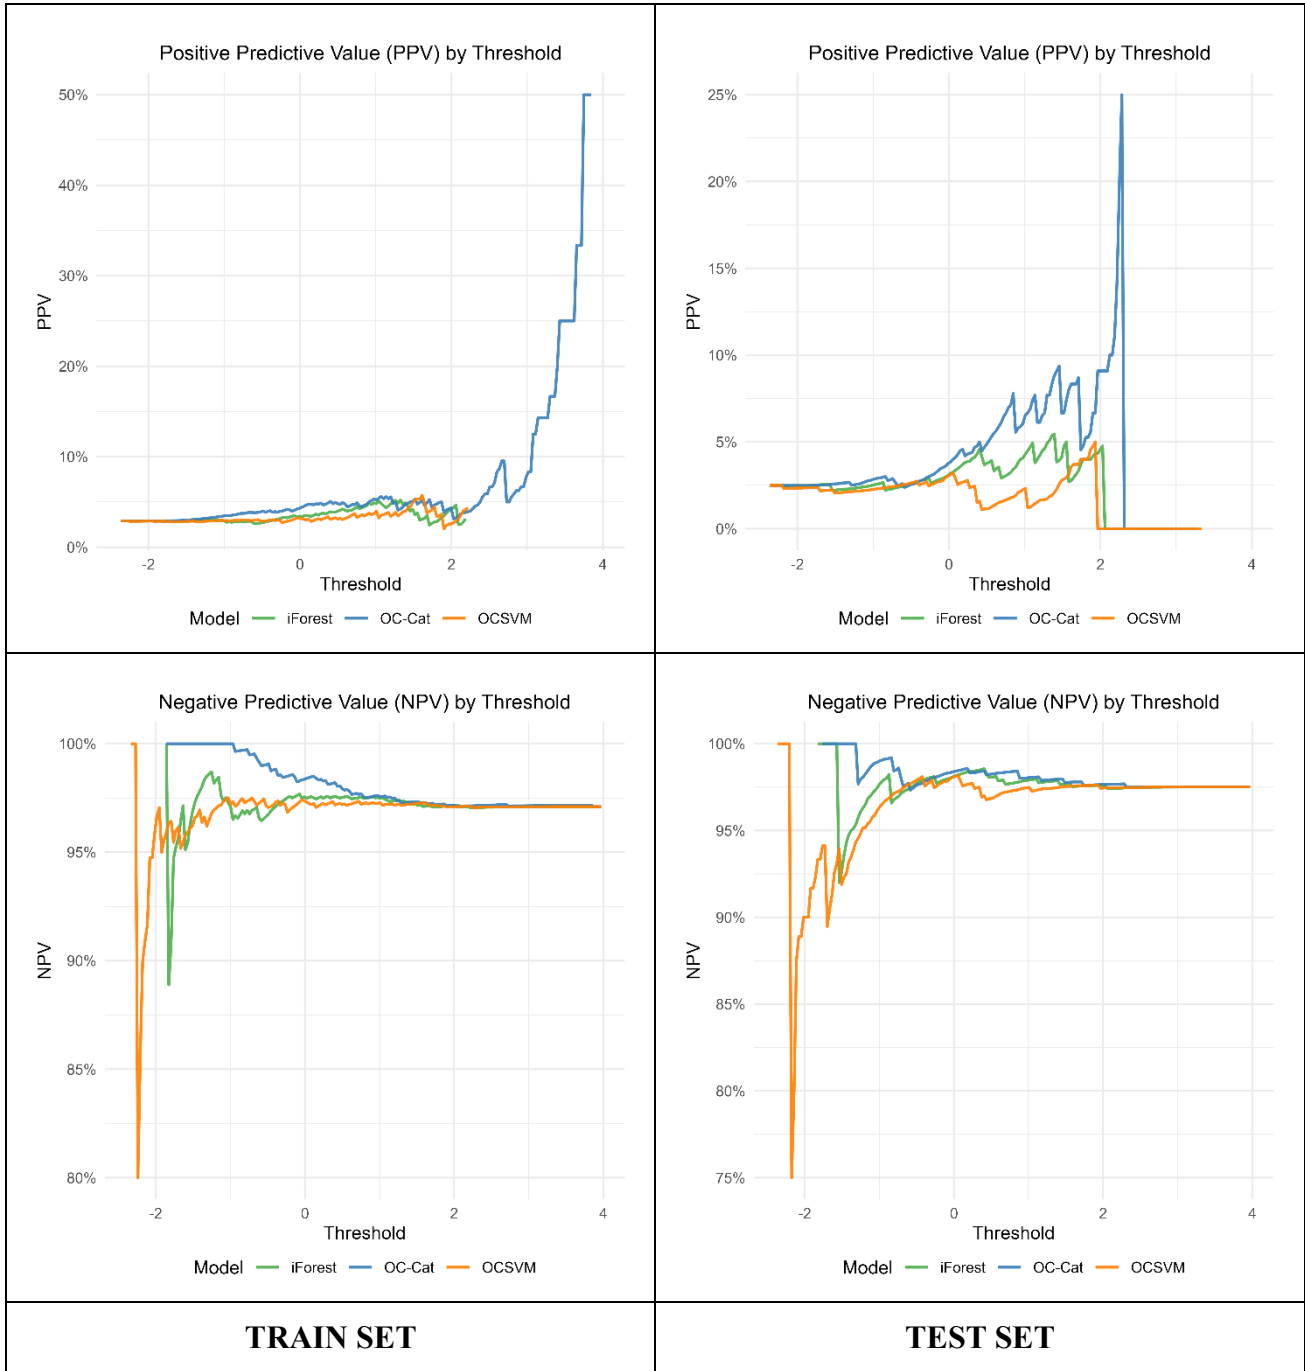 Positive Predictive Value (PPV) by Threshold
50%
40%
30%
20%
10%
0%
PPV
-2 0 2 4
Threshold
Model iForest OC-Cat OCSVM
Positive Predictive Value (PPV) by Threshold
25%
20%
15%
10%
5%
0%
PPV
-2 0 2 4
Threshold
Model iForest OC-Cat OCSVM
Negative Predictive Value (NPV) by Threshold
100%
95%
90%
85%
80%
NPV
-2 0 2 4
Threshold
Model iForest OC-Cat OCSVM
Negative Predictive Value (NPV) by Threshold
100%
95%
90%
85%
80%
75%
NPV
-2 0 2 4
Threshold
Model iForest OC-Cat OCSVM
TRAIN SET
TEST SET